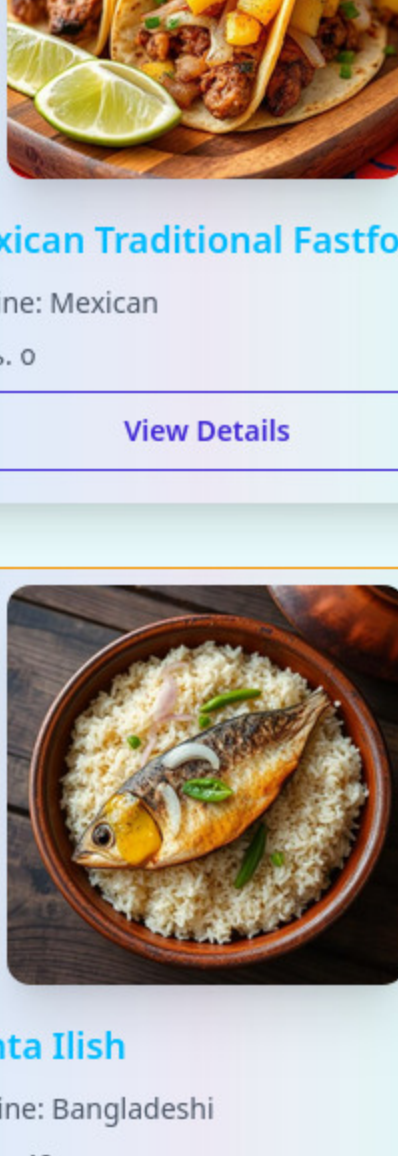 xican Traditional Fastfo
ine: Mexican
. 0
View Details
nta Ilish
ine: Bangladeshi